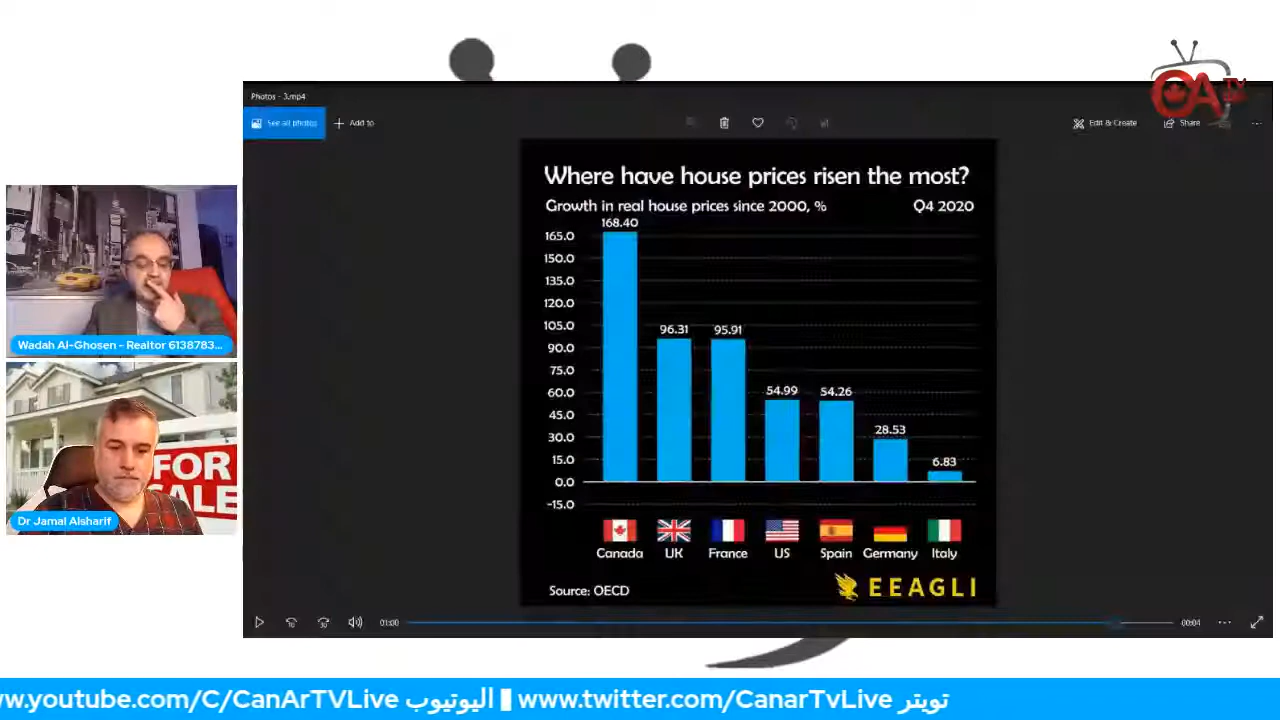 Photos - 3.mp4
See all photos
Add to
Edit & Create
Share
TV
Where have house prices risen the most?
Growth in real house prices since 2000, %
Q4 2020
168.40
165.0
150.0
135.0
120.0
105.0
90.0
75.0
60.0
45.0
30.0
15.0
0.0
-15.0
96.31
95.91
54.99
54.26
28.53
6.83
Canada UK France US Spain Germany Italy
Source: OECD
EEAGLI
01:00
00:04
Wadah Al-Ghosen - Realtor 6138783...
FOR
SALE
Dr Jamal Alsharif
www.youtube.com/C/CanArTVLive اليوتيوب | www.twitter.com/CanarTvLive تويتر